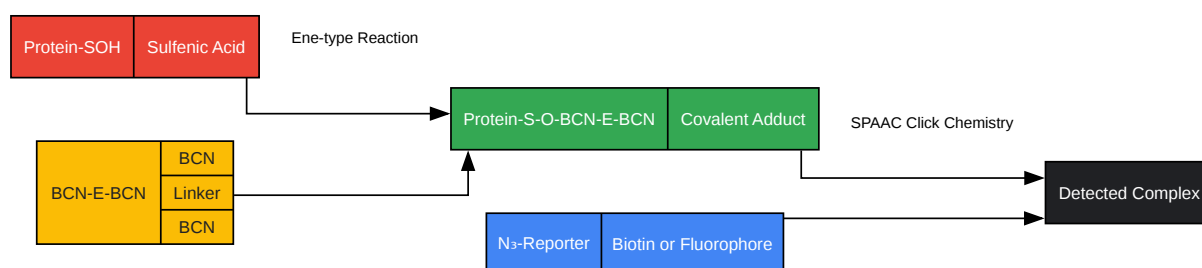 Protein-SOH
Sulfenic Acid
Ene-type Reaction
BCN-E-BCN
BCN
Linker
BCN
Protein-S-O-BCN-E-BCN
Covalent Adduct
SPAAC Click Chemistry
N₃-Reporter
Biotin or Fluorophore
Detected Complex